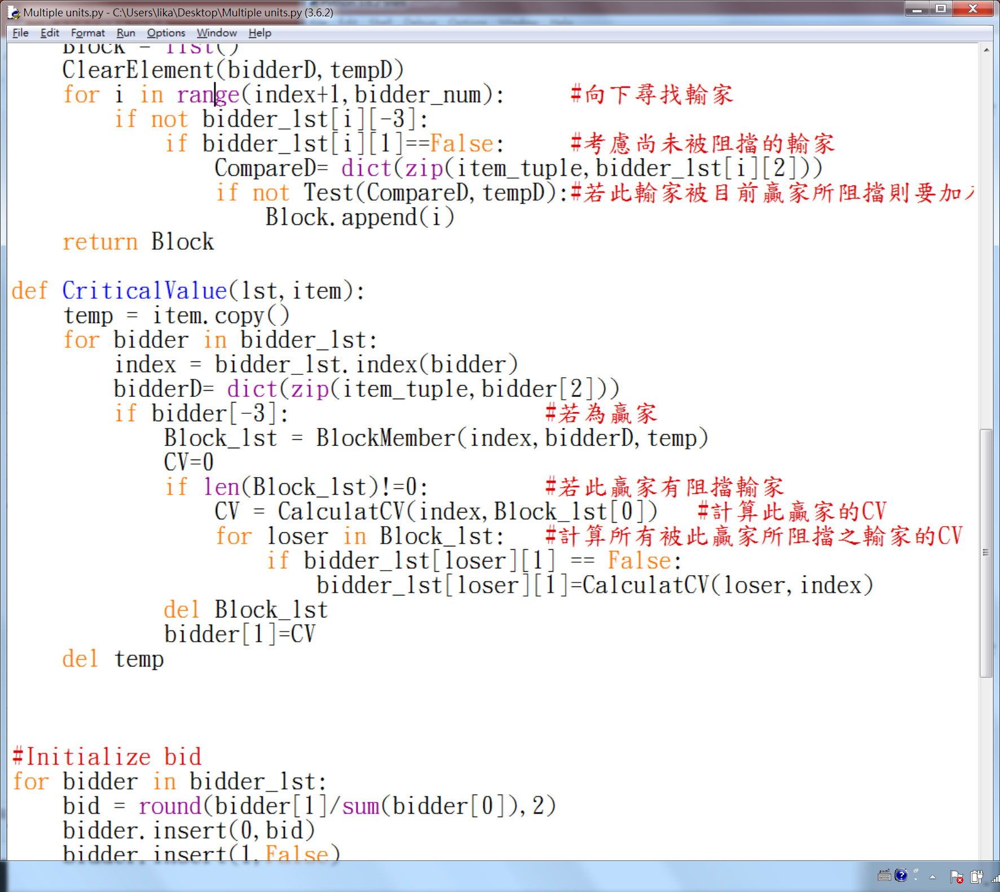 Multiple units.py - C:\Users\lika\Desktop\Multiple units.py (3.6.2)
File Edit Format Run Options Window Help
    Block = list()
    ClearElement(bidderD,tempD)
    for i in range(index+1,bidder_num):     #向下尋找輸家
        if not bidder_lst[i][-3]:
            if bidder_lst[i][1]==False:     #考慮尚未被阻擋的輸家
                CompareD= dict(zip(item_tuple,bidder_lst[i][2]))
                if not Test(CompareD,tempD):#若此輸家被目前贏家所阻擋則要加
                    Block.append(i)
    return Block
def CriticalValue(lst,item):
    temp = item.copy()
    for bidder in bidder_lst:
        index = bidder_lst.index(bidder)
        bidderD= dict(zip(item_tuple,bidder[2]))
        if bidder[-3]:                    #若為贏家
            Block_lst = BlockMember(index,bidderD,temp)
            CV=0
            if len(Block_lst)!=0:         #若此贏家有阻擋輸家
                CV = CalculatCV(index,Block_lst[0])   #計算此贏家的CV
                for loser in Block_lst:   #計算所有被此贏家所阻擋之輸家的CV
                    if bidder_lst[loser][1] == False:
                        bidder_lst[loser][1]=CalculatCV(loser,index)
            del Block_lst
            bidder[1]=CV
    del temp
#Initialize bid
for bidder in bidder_lst:
    bid = round(bidder[1]/sum(bidder[0]),2)
    bidder.insert(0,bid)
    bidder.insert(1,False)